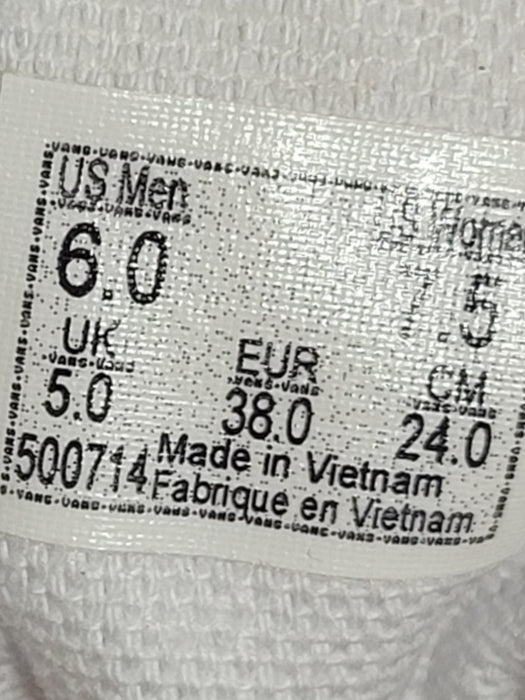 US Men
6.0 .5
UK EUR CM
5.0 38.0 24.0
500714 Made in Vietnam
Fabrique en Vietnam